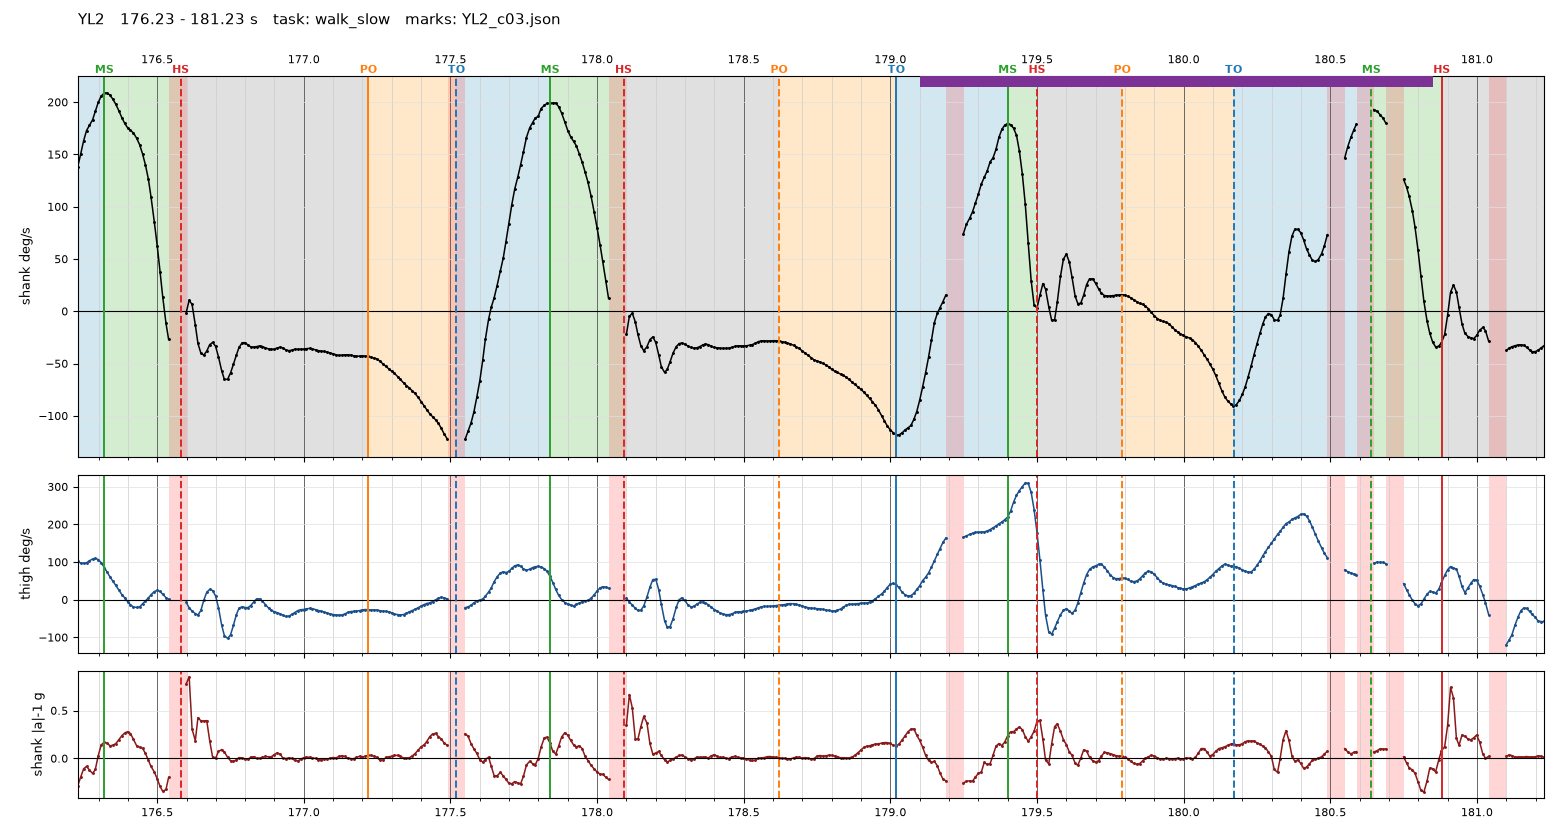 YL2   176.23 - 181.23 s   task: walk_slow   marks: YL2_c03.json
176.5 177.0 177.5 178.0 178.5 179.0 179.5 180.0 180.5 181.0
MS HS PO TO MS HS PO TO MS HS PO TO MS HS
shank deg/s
200
150
100
50
0
−50
−100
thigh deg/s
300
200
100
0
−100
shank |a|-1 g
0.5
0.0
176.5 177.0 177.5 178.0 178.5 179.0 179.5 180.0 180.5 181.0